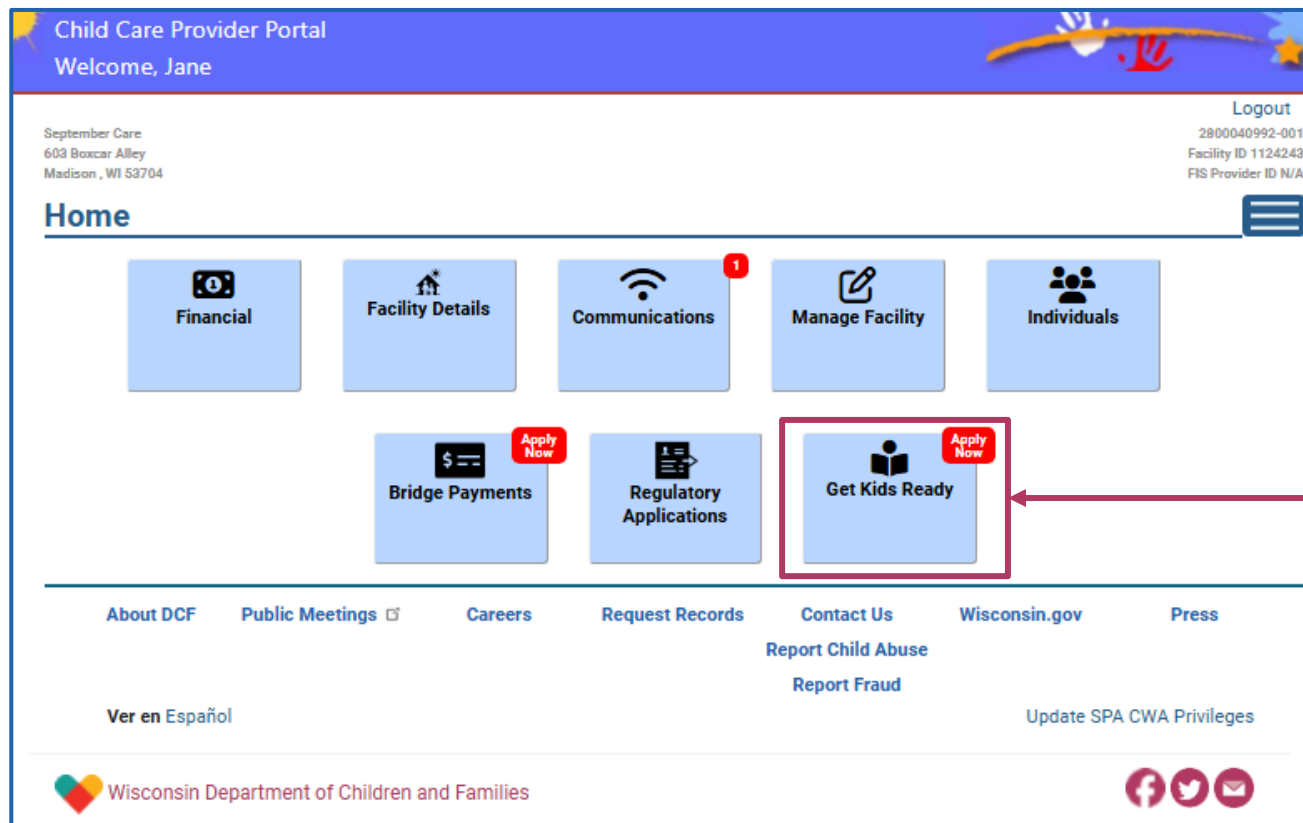 Child Care Provider Portal
Welcome, Jane
Logout
September Care
603 Boxcar Alley
Madison , WI 53704
2800040992-001
Facility ID 1124243
FIS Provider ID N/A
Home
Financial
Facility Details
1
Communications
Manage Facility
Individuals
Apply
Now
Bridge Payments
Regulatory
Applications
Apply
Now
Get Kids Ready
About DCF
Public Meetings
Careers
Request Records
Contact Us
Wisconsin.gov
Press
Report Child Abuse
Report Fraud
Ver en Español
Update SPA CWA Privileges
Wisconsin Department of Children and Families